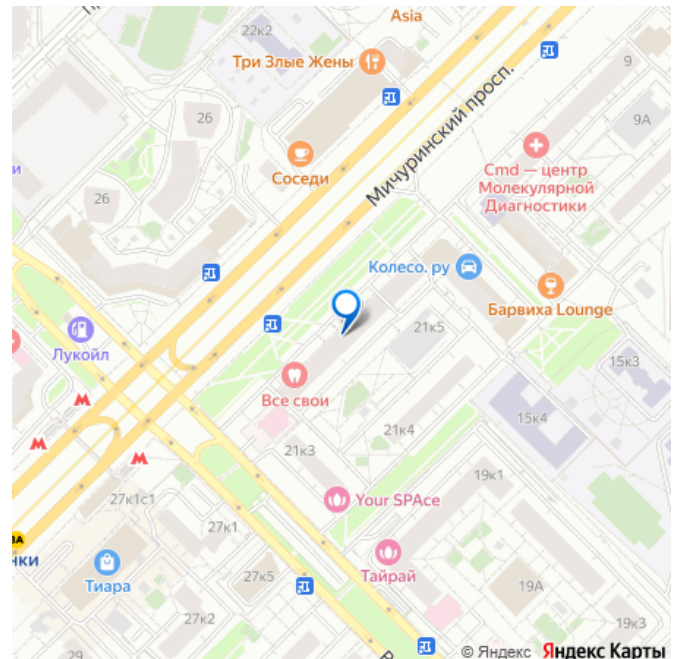 Asia
22к2
Три Злые Жены
9
26
9А
Соседи
Мичуринский просп.
Cmd — центр
Молекулярной
Диагностики
26
Колесо. ру
Барвиха Lounge
21к5
Лукойл
15к3
Все свои
15к4
21к4
21к3
19к1
27к1с1
Your SPAce
27к1
нки
Тиара
Тайрай
27к5
19А
27к2
19к3
29
© Яндекс Яндекс Карты